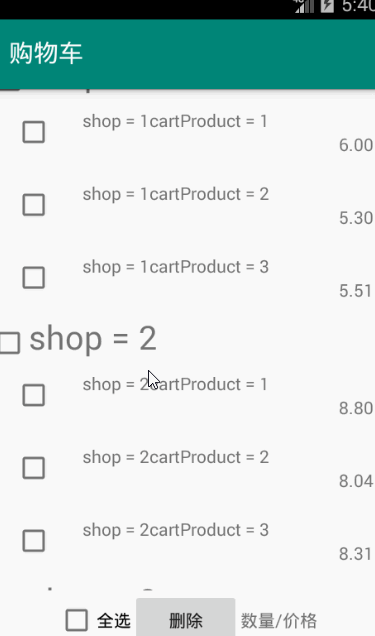 5:40
购物车
shop = 1cartProduct = 1
6.00
shop = 1cartProduct = 2
5.30
shop = 1cartProduct = 3
5.51
shop = 2
shop = 2cartProduct = 1
8.80
shop = 2cartProduct = 2
8.04
shop = 2cartProduct = 3
8.31
全选 删除 数量/价格